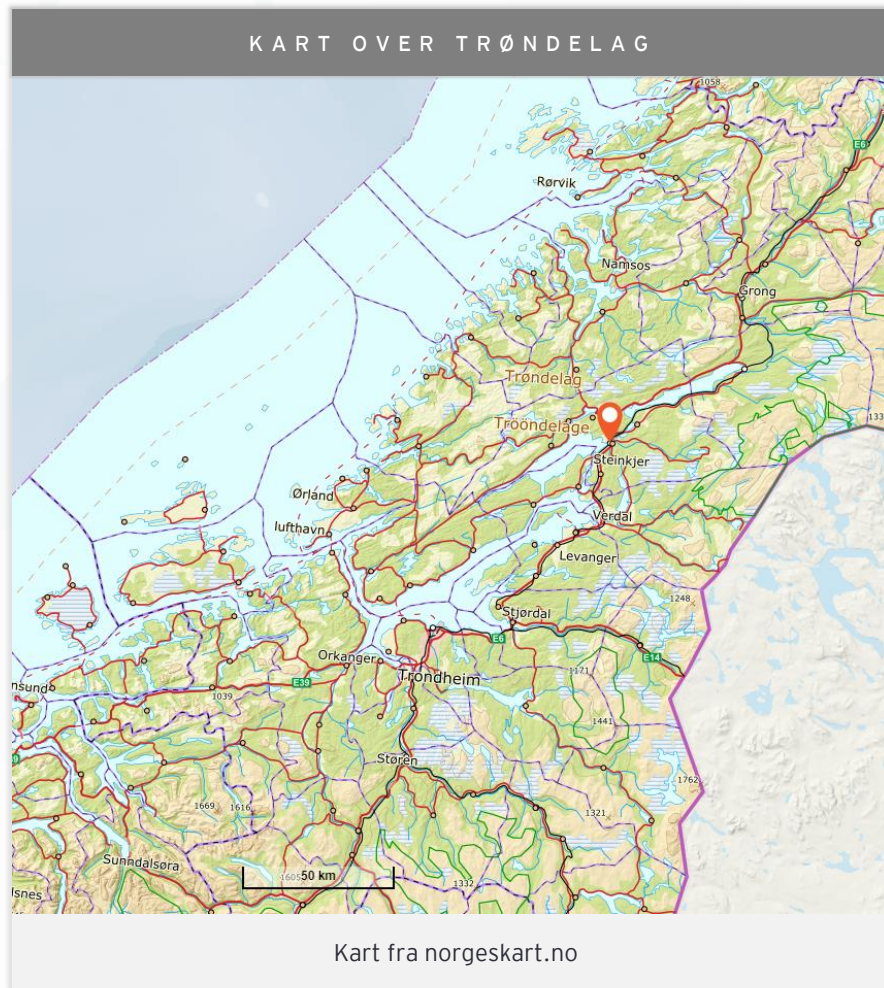 KART OVER TRØNDELAG
1058
E6
Rørvik
Namsos
Grong
Trøndelag
Trööndelage
133
Steinkjer
Ørland
lufthavn
Verdal
Levanger
1248
Stjørdal
E6
Orkanger
E14
Trondheim
1171
nsund
E39
1039
1441
Støren
1762
1669
1616
1321
Sunndalsøra
1605
50 km
1332
lsnes
Kart fra norgeskart.no